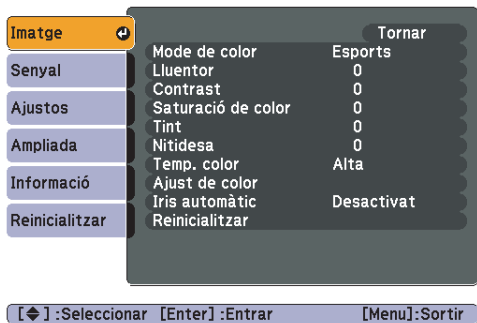 Imatge
Senyal
Ajustos
Ampliada
Informació
Reinicialitzar
Tornar
Mode de color Esports
Lluentor 0
Contrast 0
Saturació de color 0
Tint 0
Nitidesa 0
Temp. color Alta
Ajust de color
Iris automàtic Desactivat
Reinicialitzar
[◆] :Seleccionar [Enter] :Entrar [Menu]:Sortir